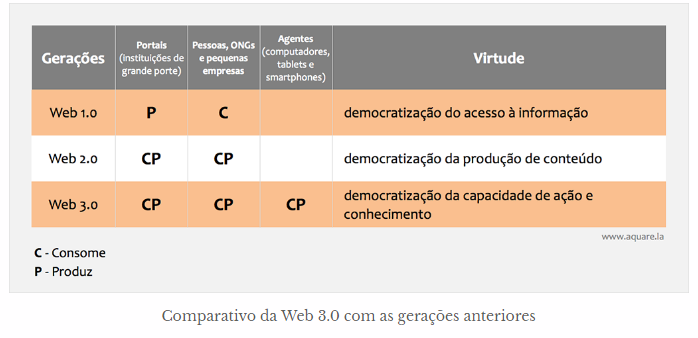 Gerações
Portais
(instituições de
grande porte)
Pessoas, ONGs
e pequenas
empresas
Agentes
(computadores,
tablets e
smartphones)
Virtude
Web 1.0 P C democratização do acesso à informação
Web 2.0 CP CP democratização da produção de conteúdo
Web 3.0 CP CP CP democratização da capacidade de ação e
conhecimento
www.aquare.la
C - Consome
P - Produz
Comparativo da Web 3.0 com as gerações anteriores